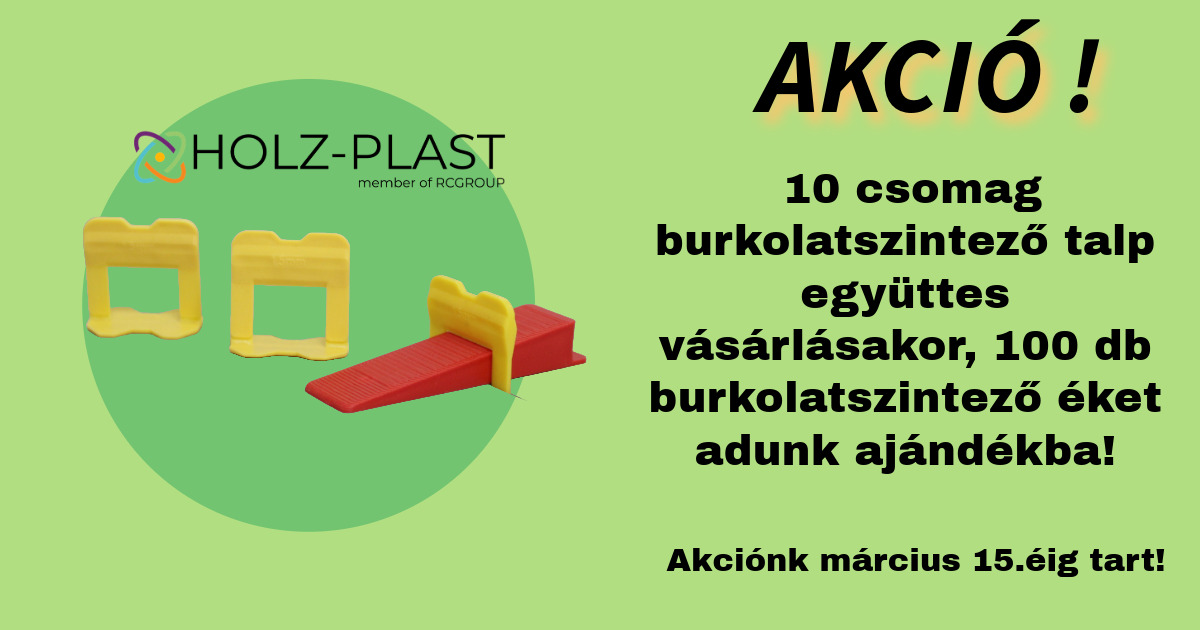 HOLZ-PLAST
member of RCGROUP
AKCIÓ !
10 csomag
burkolatszintező talp
együttes
vásárlásakor, 100 db
burkolatszintező éket
adunk ajándékba!
Akciónk március 15.éig tart!